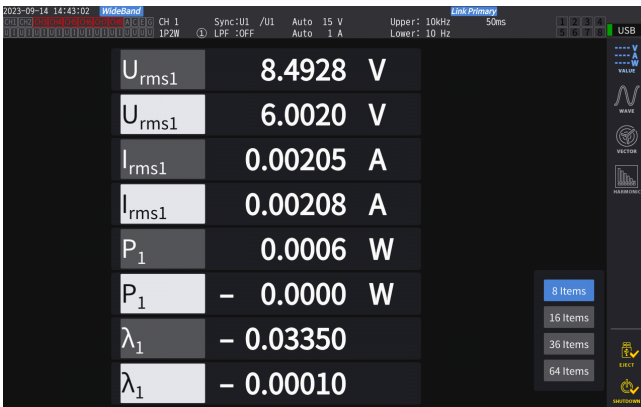 2023-09-14 14:43:02 WideBand Link Primary
CH1 CH2 CH 1 Sync:U1 /U1 Auto 15 V Upper: 10kHz 50ms 1 2 3 4
1P2W ① LPF :OFF Auto 1 A Lower: 10 Hz 5 6 7 8
USB
Urms1 8.4928 V
Urms1 6.0020 V
Irms1 0.00205 A
Irms1 0.00208 A
P1 0.0006 W
P1 - 0.0000 W
λ1 - 0.03350
λ1 - 0.00010
8 Items
16 Items
36 Items
64 Items
V
A
W
VALUE
WAVE
VECTOR
HARMONIC
EJECT
SHUTDOWN